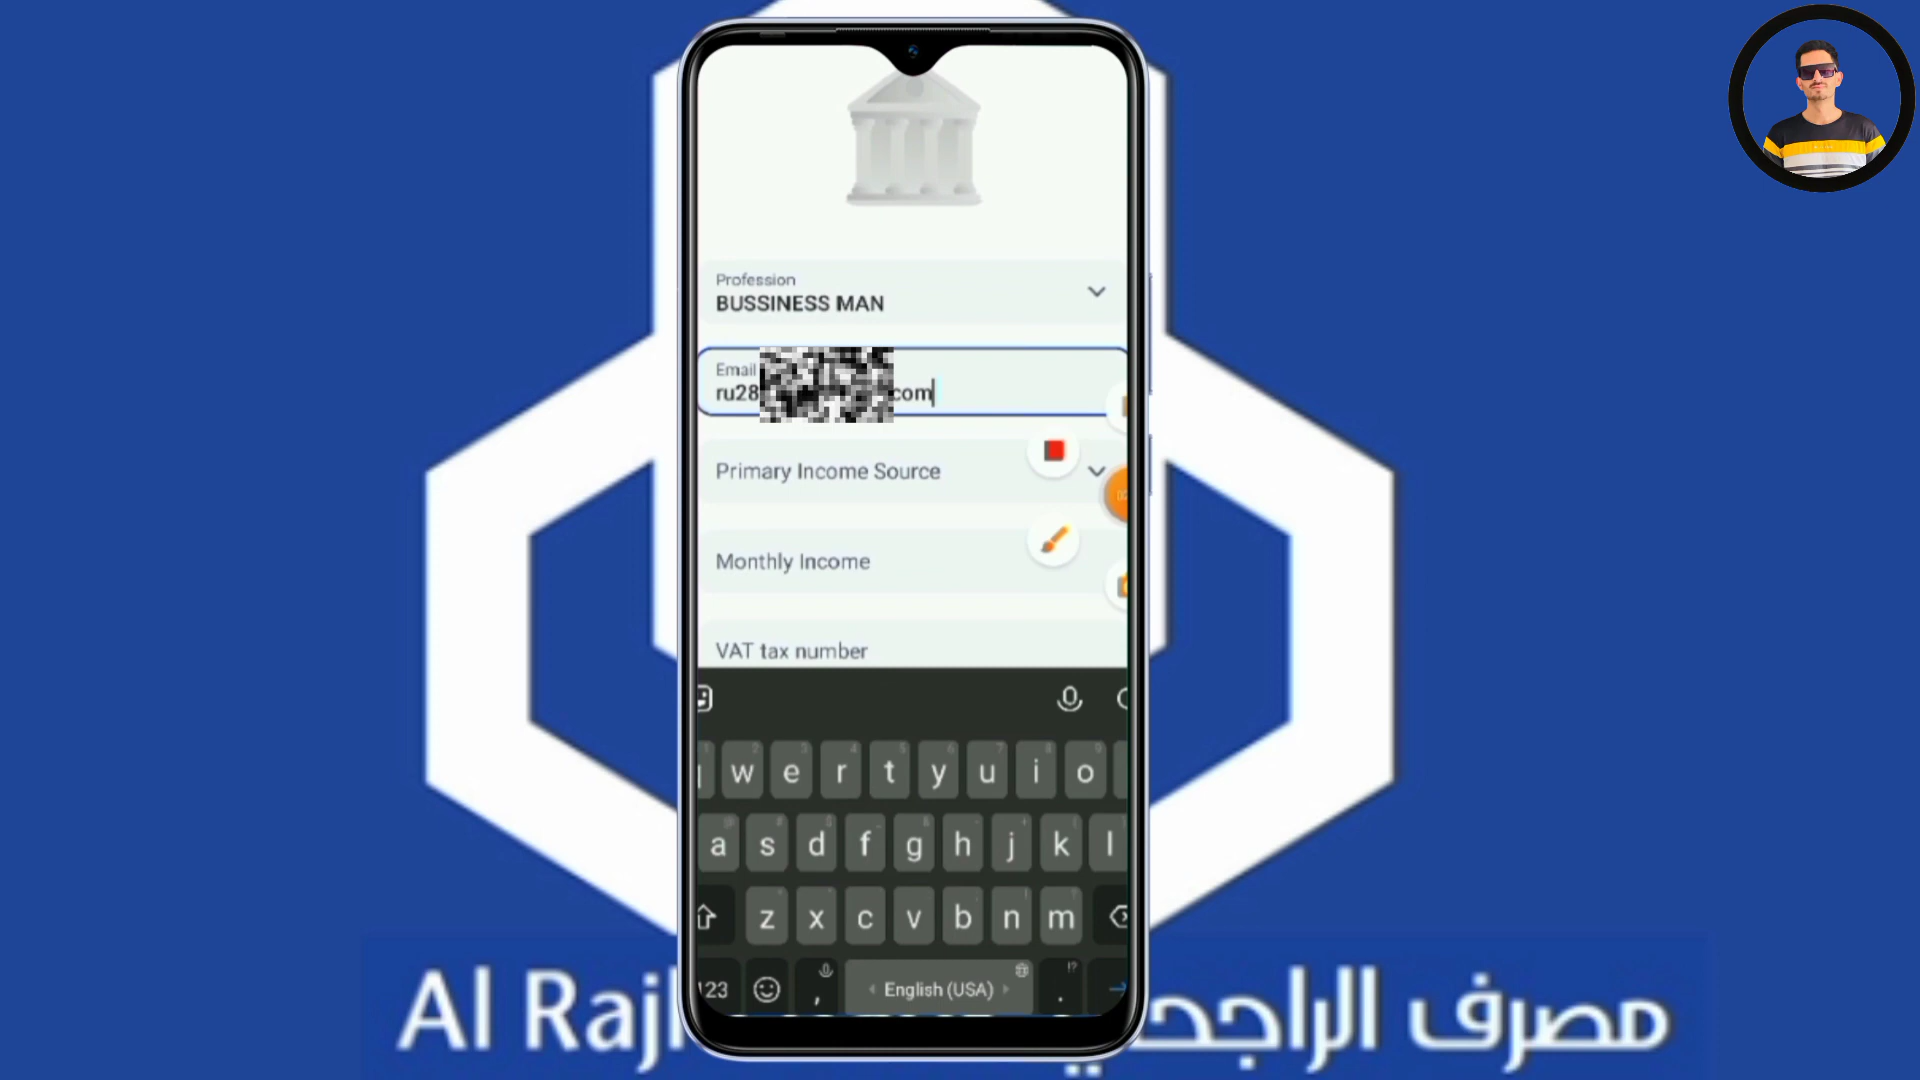 Profession
BUSSINESS MAN
Email
ru28 com
Primary Income Source
Monthly Income
VAT tax number
w e r t y u i o
a s d f g h j k l
z x c v b n m
123 , English (USA) . !?
Al Raj
مصرف الراجحي